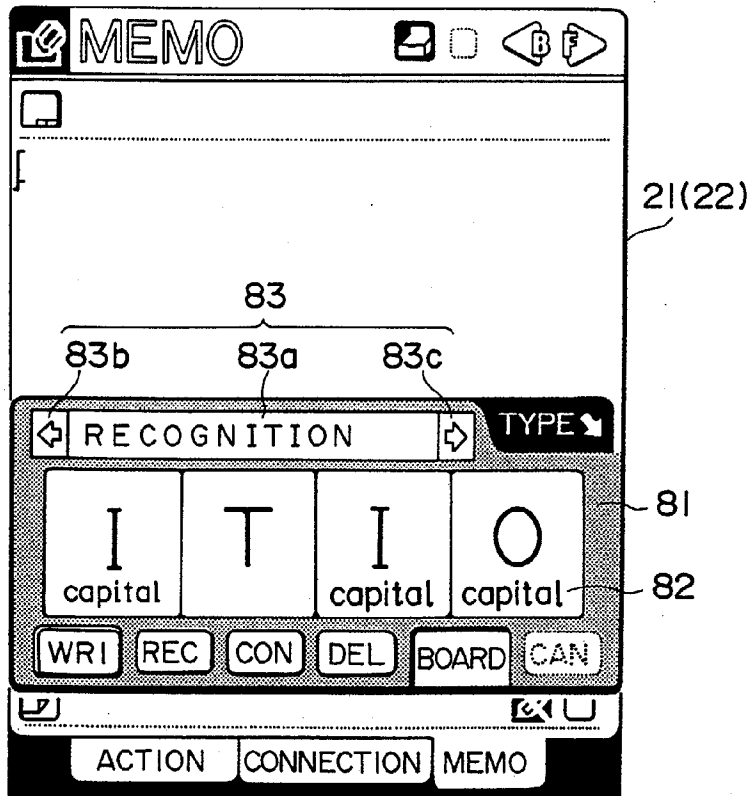 MEMO B F
21(22)
83
83b 83a 83c
RECOGNITION TYPE
I T I O
81
capital capital capital 82
WRI REC CON DEL BOARD CAN
ACTION CONNECTION MEMO